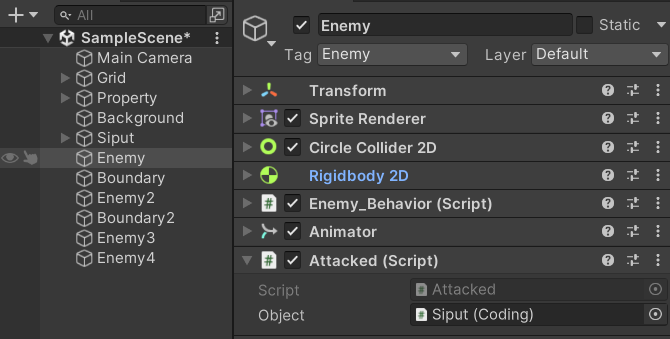 All
SampleScene*
Main Camera
Grid
Property
Background
Siput
Enemy
Boundary
Enemy2
Boundary2
Enemy3
Enemy4
Enemy
Static
Tag Enemy Layer Default
Transform
Sprite Renderer
Circle Collider 2D
Rigidbody 2D
Enemy_Behavior (Script)
Animator
Attacked (Script)
Script Attacked
Object Siput (Coding)